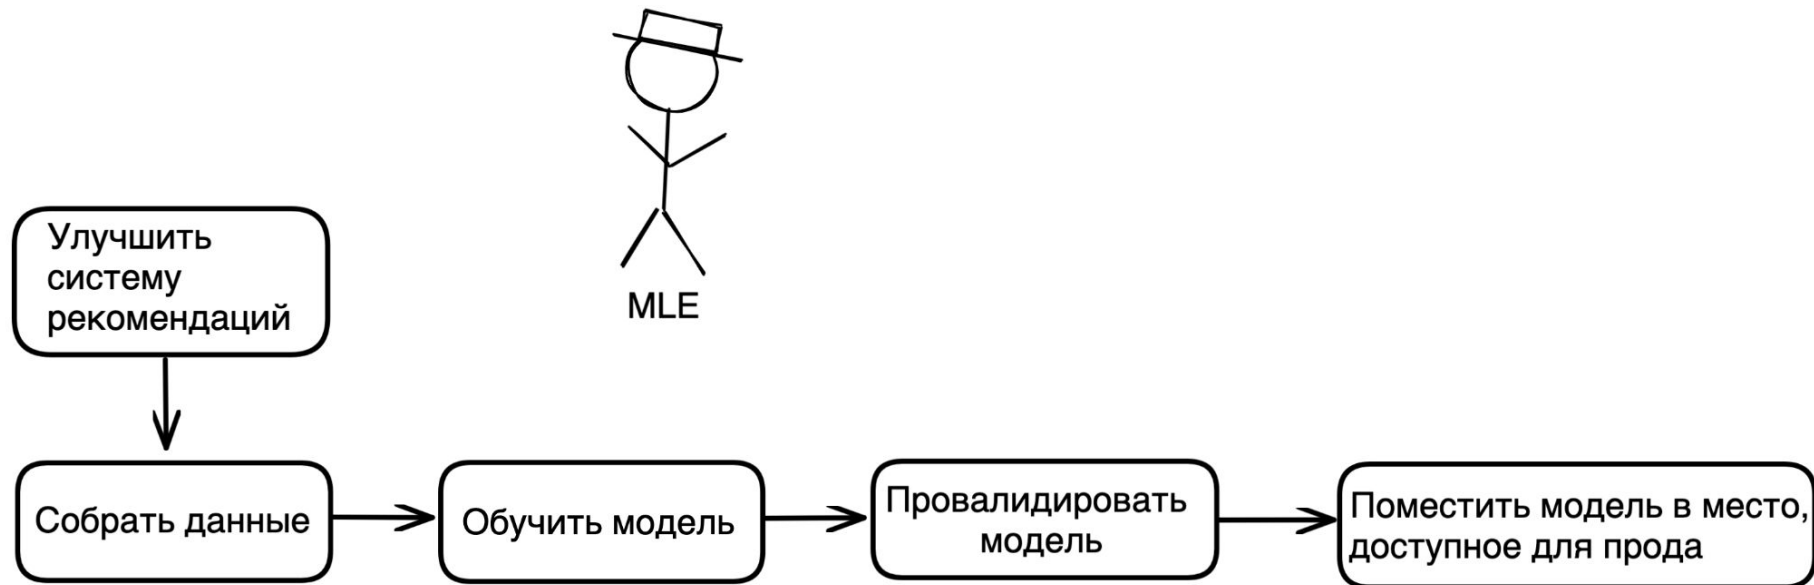 MLE
Улучшить
систему
рекомендаций
Собрать данные
Обучить модель
Провалидировать
модель
Поместить модель в место,
доступное для прода